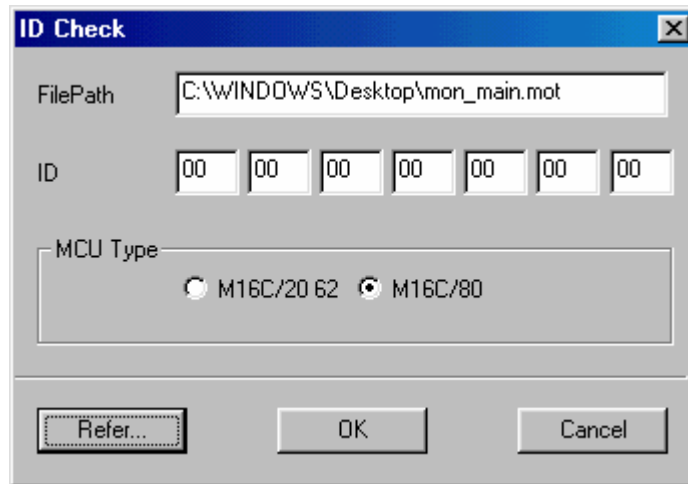 ID Check
FilePath C:\WINDOWS\Desktop\mon_main.mot
ID 00 00 00 00 00 00 00
MCU Type
M16C/20 62 M16C/80
Refer... OK Cancel